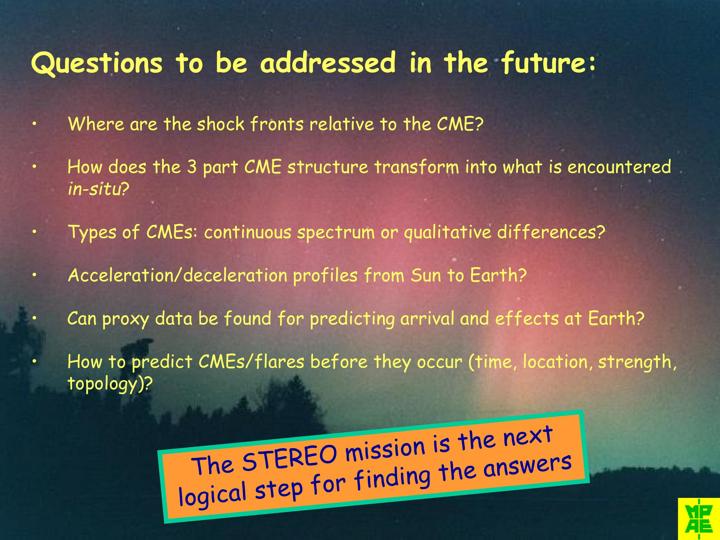 Questions to be addressed in the future:
• Where are the shock fronts relative to the CME?
• How does the 3 part CME structure transform into what is encountered
in-situ?
• Types of CMEs: continuous spectrum or qualitative differences?
• Acceleration/deceleration profiles from Sun to Earth?
• Can proxy data be found for predicting arrival and effects at Earth?
• How to predict CMEs/flares before they occur (time, location, strength,
topology)?
The STEREO mission is the next
logical step for finding the answers
MP
AE